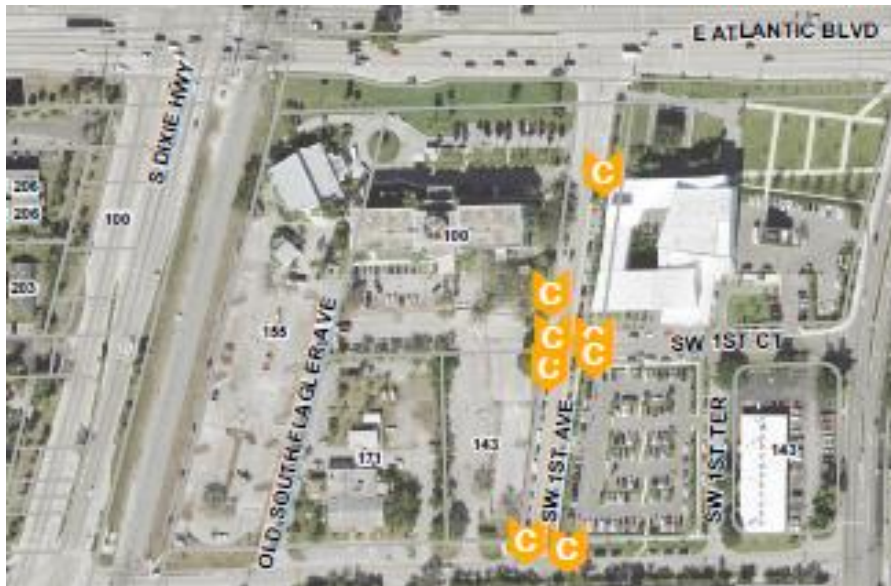 E ATLANTIC BLVD
S DIXIE HWY
C
206
206
100
100
C
203
155
C
C
C
C
SW 1ST CT
OLD SOUTH FLAGLER AVE
171
143
SW 1ST AVE
SW 1ST TER
143
C
C